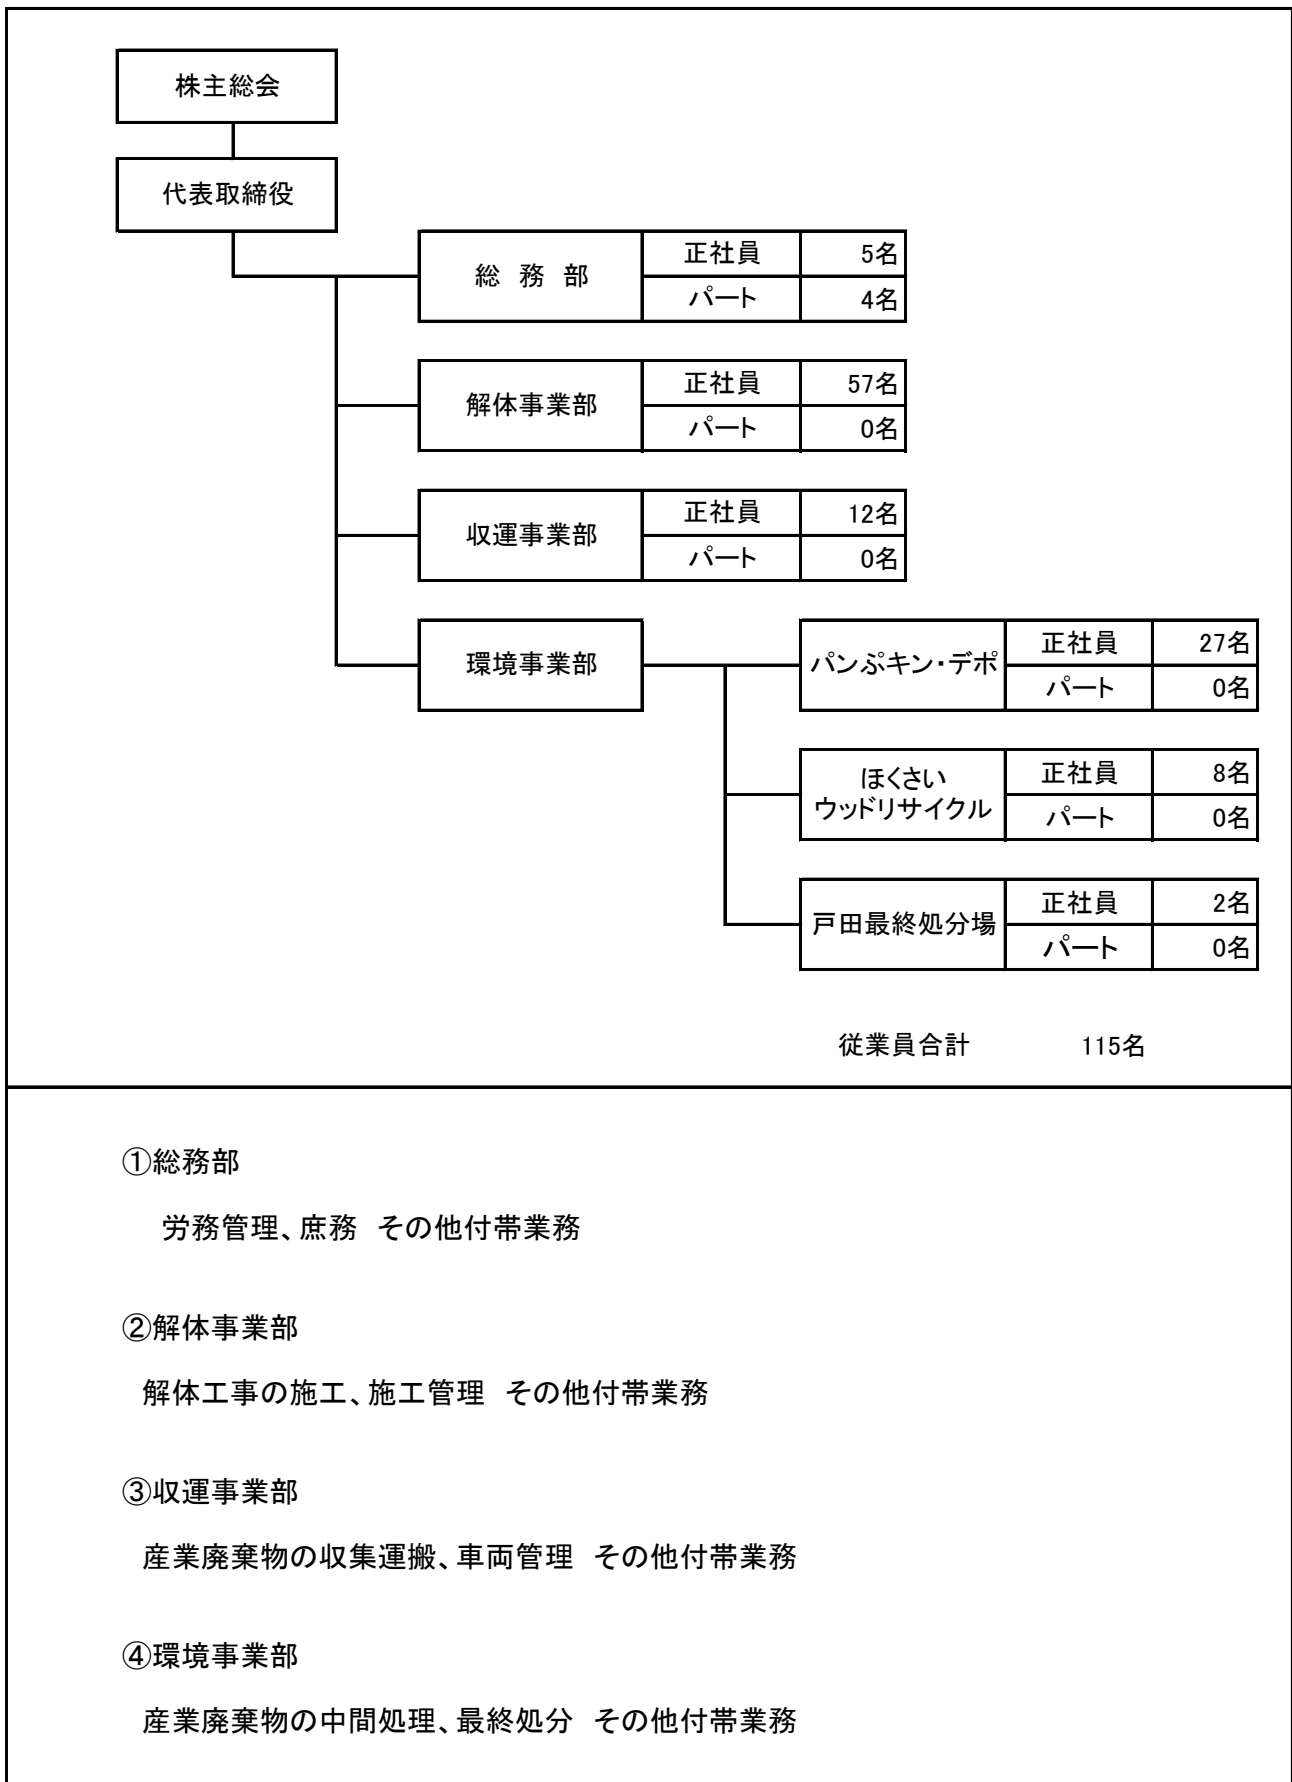 株主総会
代表取締役
総 務 部
正社員 5名
パート 4名
解体事業部
正社員 57名
パート 0名
収運事業部
正社員 12名
パート 0名
環境事業部
パンぷキン・デポ
正社員 27名
パート 0名
ほくさい
ウッドリサイクル
正社員 8名
パート 0名
戸田最終処分場
正社員 2名
パート 0名
従業員合計 115名
①総務部
労務管理、庶務 その他付帯業務
②解体事業部
解体工事の施工、施工管理 その他付帯業務
③収運事業部
産業廃棄物の収集運搬、車両管理 その他付帯業務
④環境事業部
産業廃棄物の中間処理、最終処分 その他付帯業務